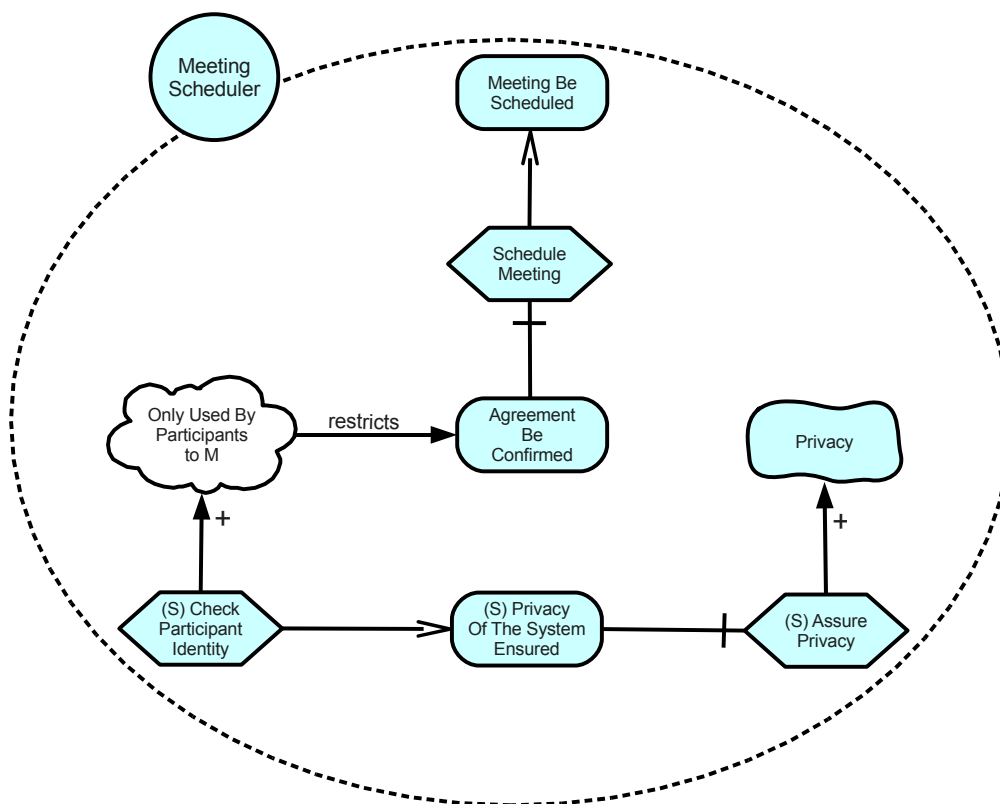 Meeting
Scheduler
Meeting Be
Scheduled
Schedule
Meeting
Only Used By
Participants
to M
restricts
Agreement
Be
Confirmed
Privacy
+
+
(S) Check
Participant
Identity
(S) Privacy
Of The System
Ensured
(S) Assure
Privacy